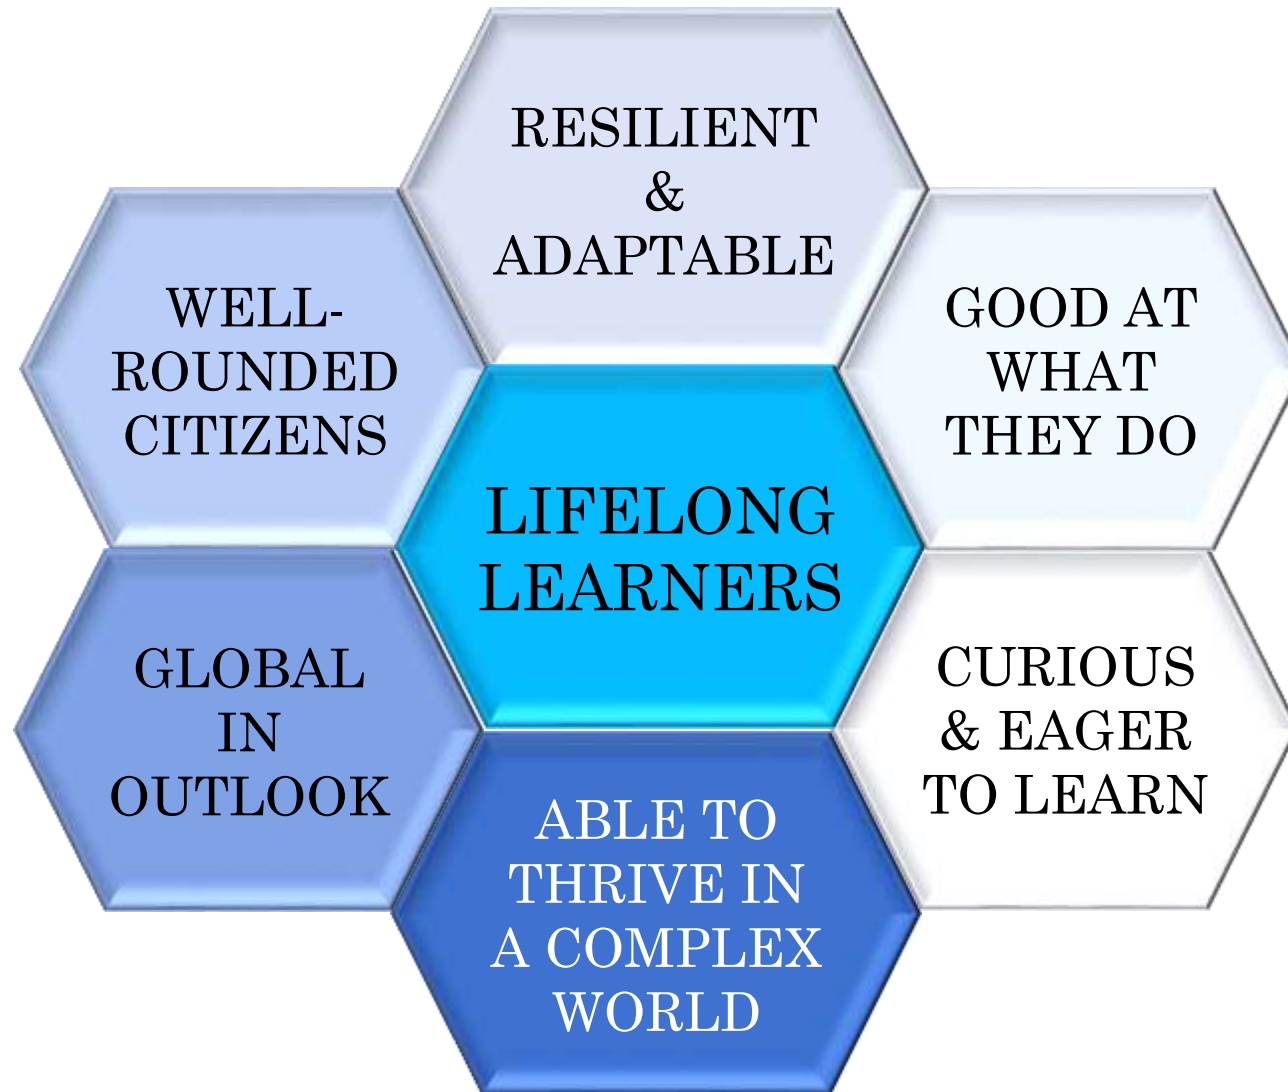 RESILIENT
&
ADAPTABLE
WELL-
ROUNDED
CITIZENS
GOOD AT
WHAT
THEY DO
LIFELONG
LEARNERS
GLOBAL
IN
OUTLOOK
CURIOUS
& EAGER
TO LEARN
ABLE TO
THRIVE IN
A COMPLEX
WORLD